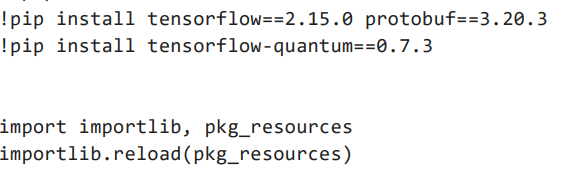 !pip install tensorflow==2.15.0 protobuf==3.20.3
!pip install tensorflow-quantum==0.7.3
import importlib, pkg_resources
importlib.reload(pkg_resources)